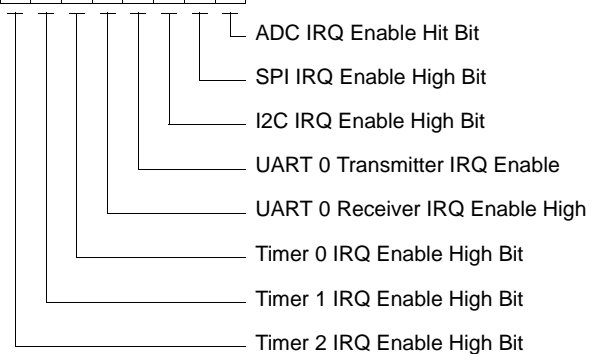 ADC IRQ Enable Hit Bit
SPI IRQ Enable High Bit
I2C IRQ Enable High Bit
UART 0 Transmitter IRQ Enable
UART 0 Receiver IRQ Enable High
Timer 0 IRQ Enable High Bit
Timer 1 IRQ Enable High Bit
Timer 2 IRQ Enable High Bit